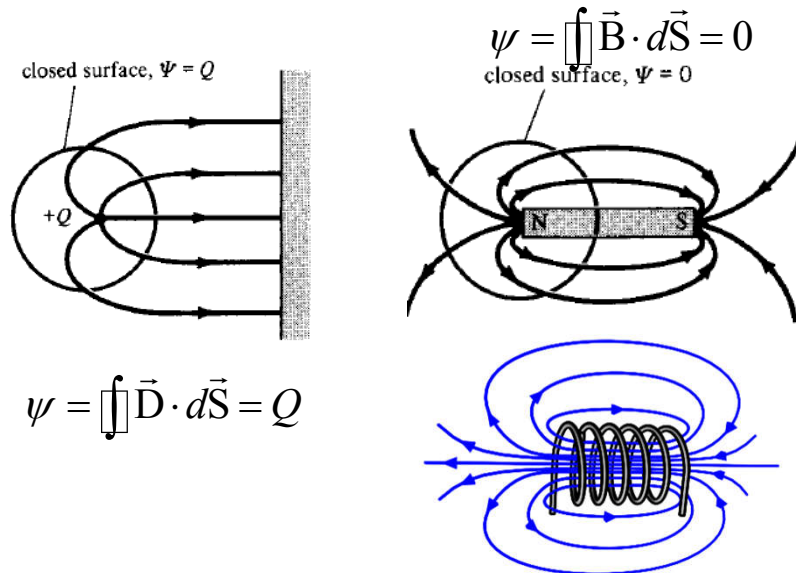 closed surface, Ψ = Q
+Q
ψ = ∯ D⃗ · dS⃗ = Q
ψ = ∯ B⃗ · dS⃗ = 0
closed surface, Ψ = 0
N S